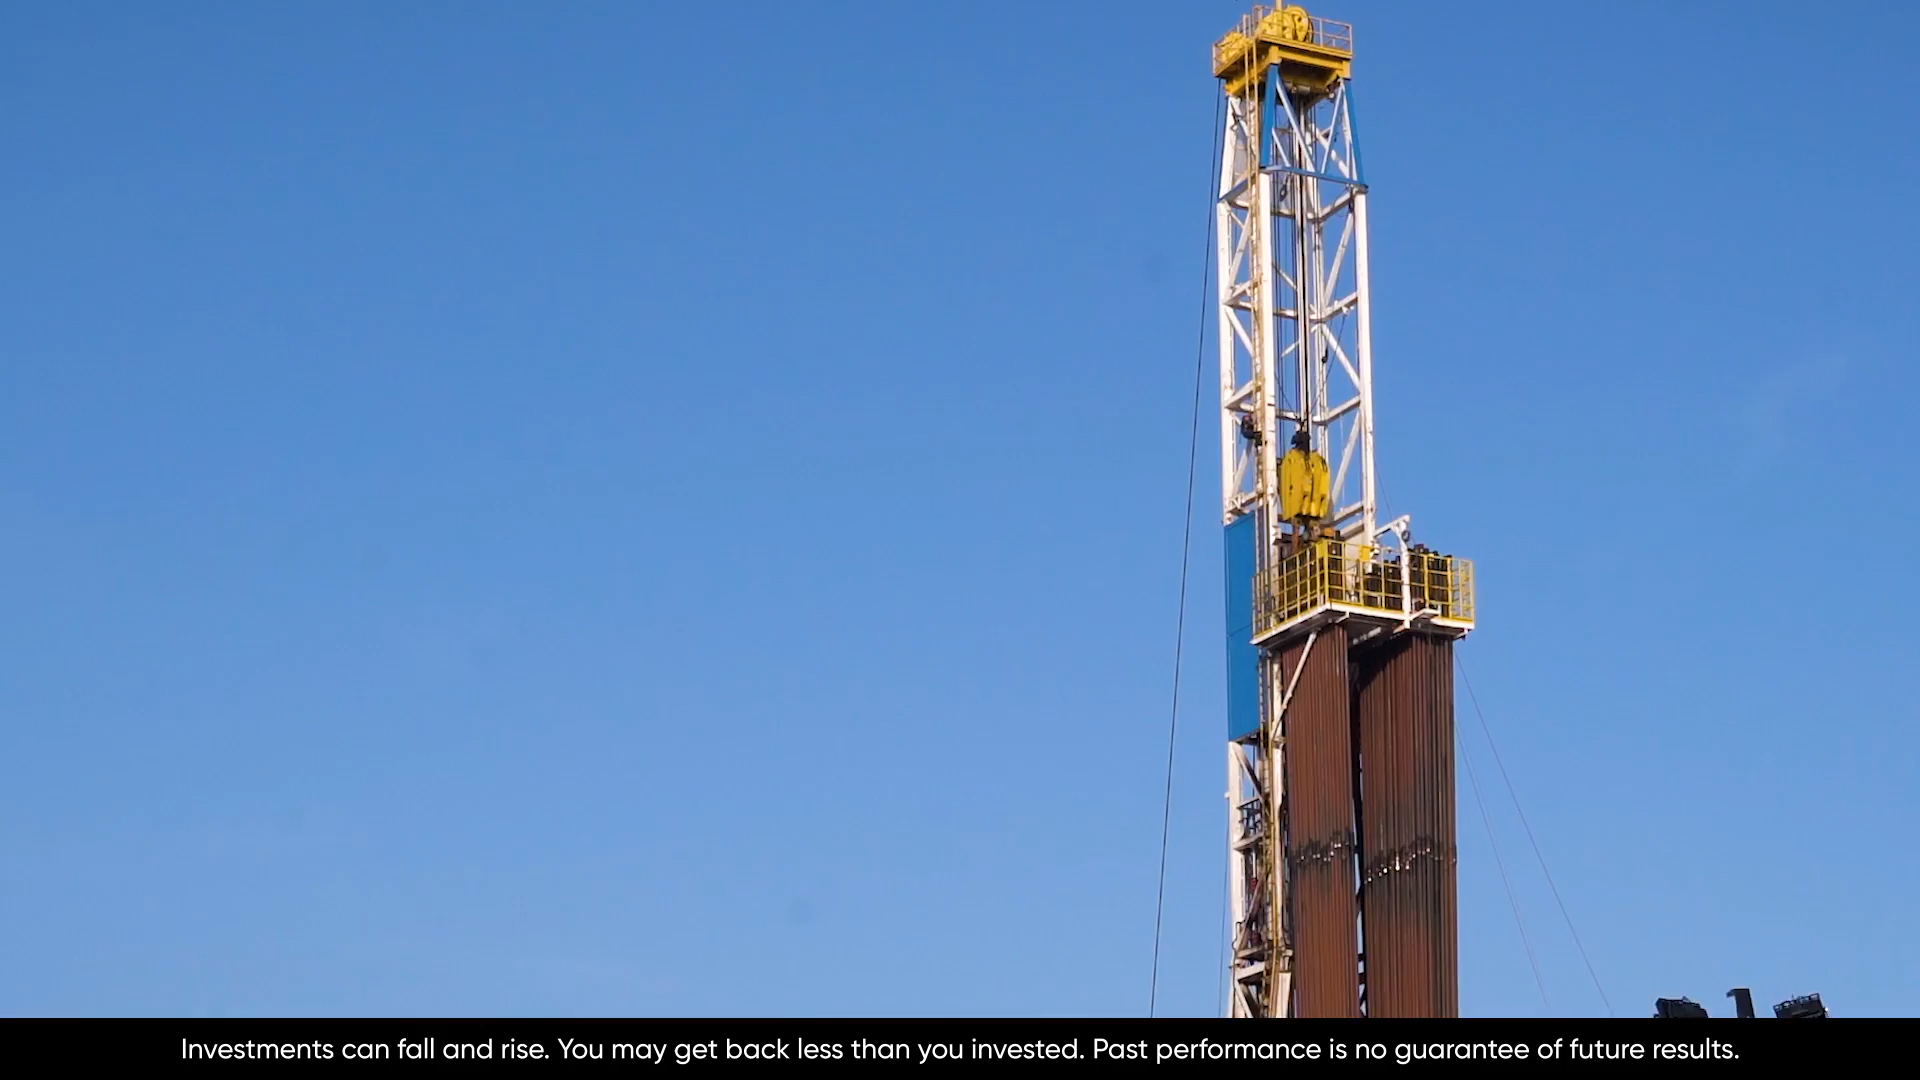 Investments can fall and rise. You may get back less than you invested. Past performance is no guarantee of future results.